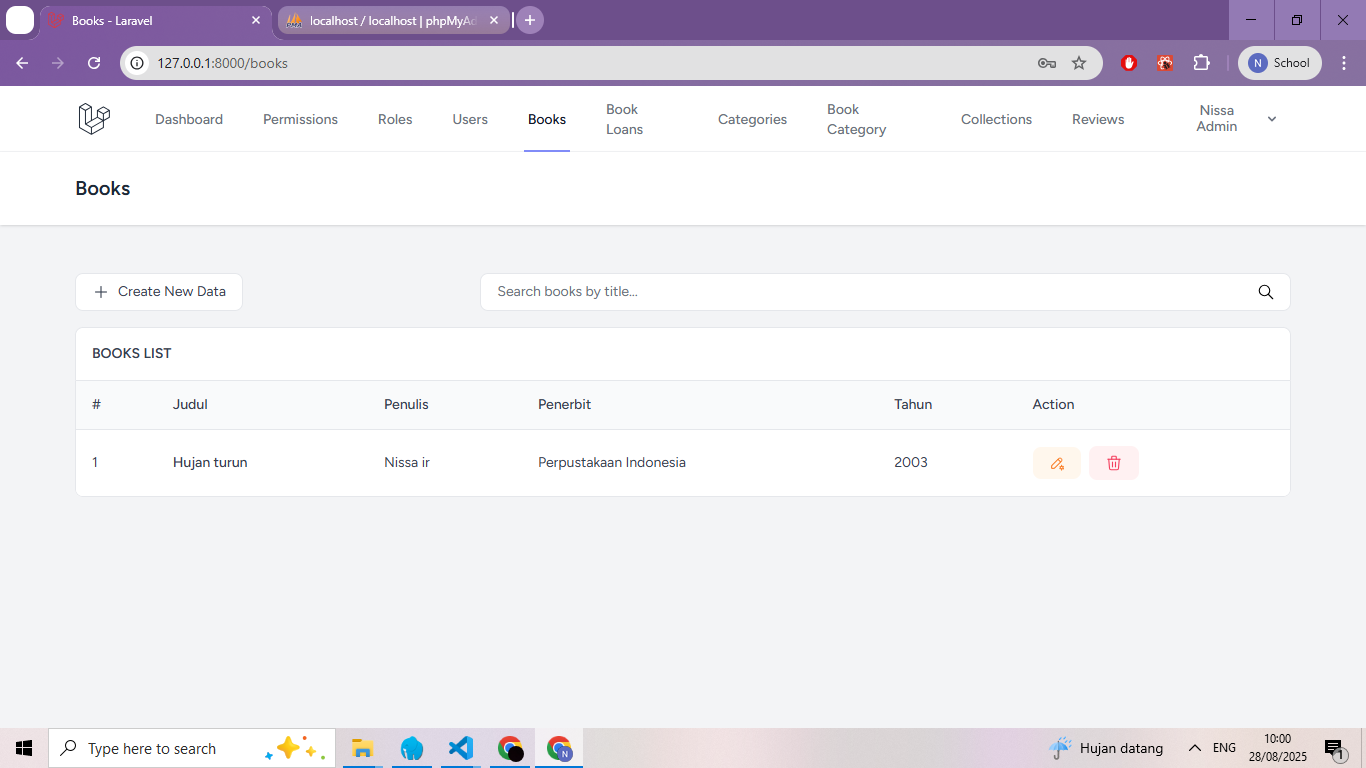 Books - Laravel
localhost / localhost | phpMyAd
127.0.0.1:8000/books
N School
Dashboard Permissions Roles Users Books Book Loans Categories Book Category Collections Reviews Nissa Admin
Books
Create New Data
Search books by title...
BOOKS LIST
# Judul Penulis Penerbit Tahun Action
1 Hujan turun Nissa ir Perpustakaan Indonesia 2003
Type here to search
N
Hujan datang
ENG
10:00
28/08/2025
1